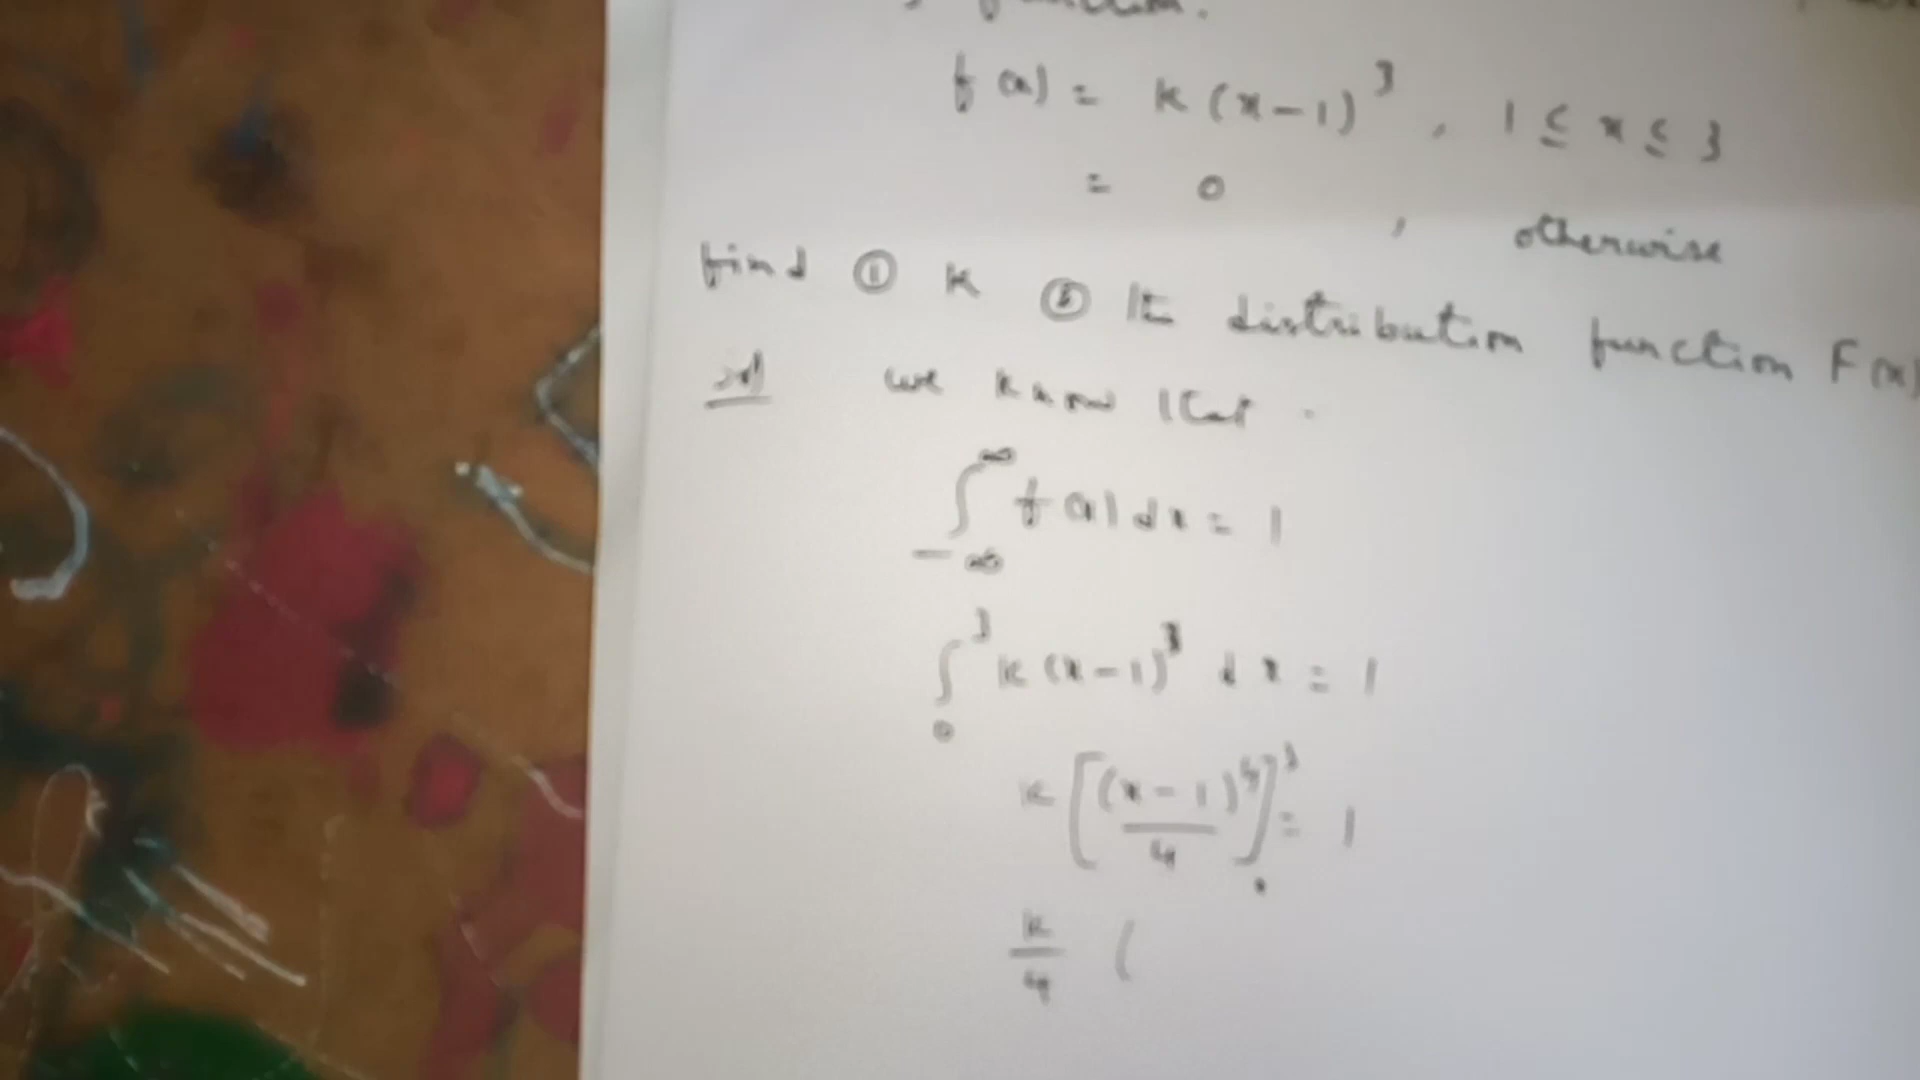 function.
f(x) = k(x-1)^3, 1 ≤ x ≤ 3
= 0, otherwise
find ① k ② The distribution function F(x)
Sol we know that.
∫_{-∞}^{∞} f(x) dx = 1
∫_{0}^{3} k(x-1)^3 dx = 1
k[(x-1)^4/4]^3 = 1
k/4 (